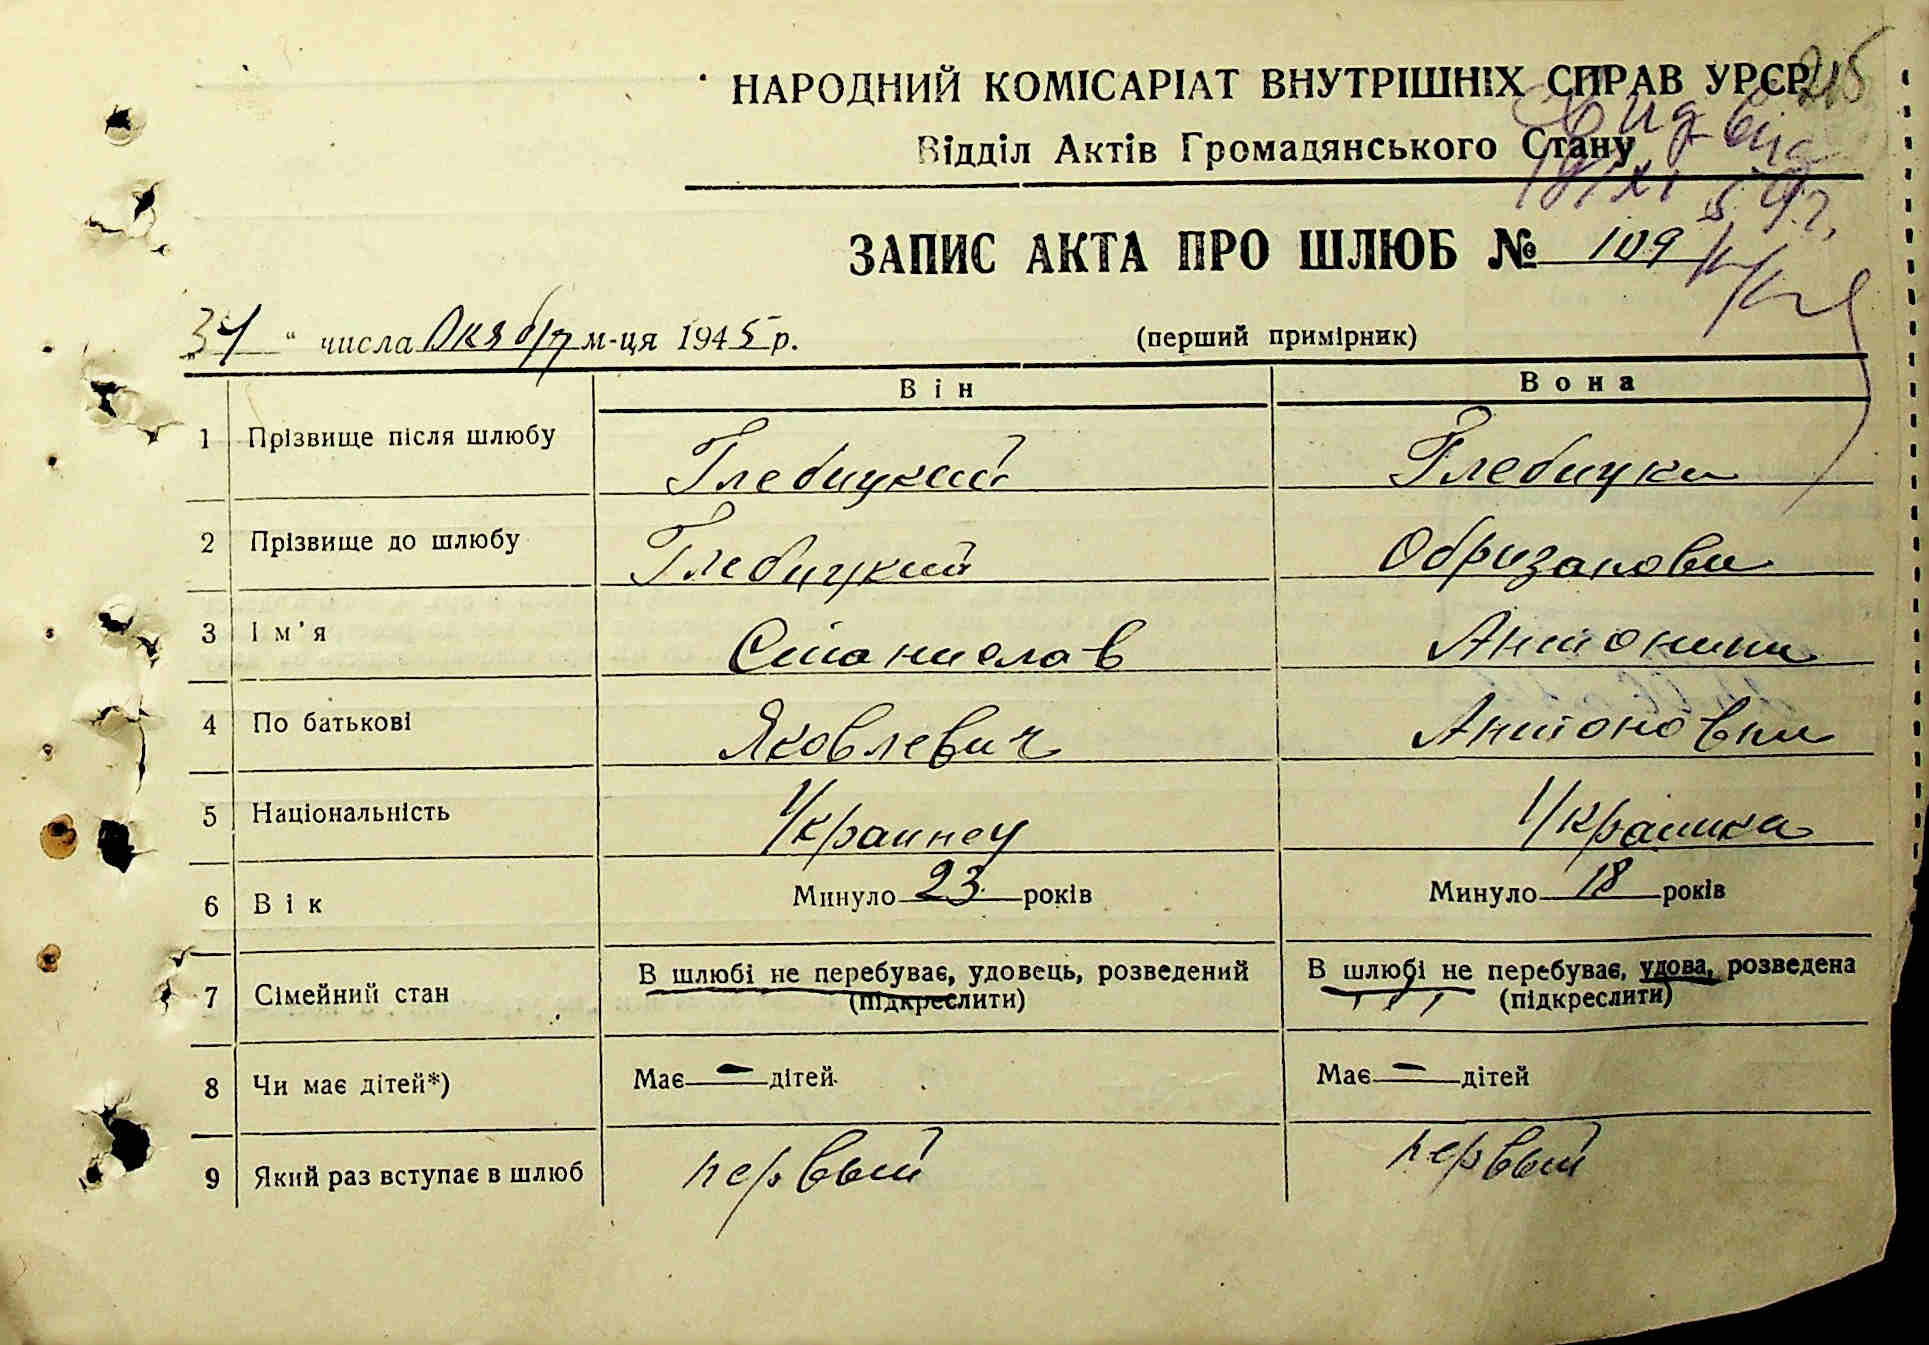 215
НАРОДНИЙ КОМІСАРІАТ ВНУТРІШНІХ СПРАВ УРСР
Відділ Актів Громадянського Стану
ЗАПИС АКТА ПРО ШЛЮБ № 109
31 " числа Октября м-ця 1945 р. (перший примірник)
Він Вона
1 Прізвище після шлюбу Глебицкий Глебицка
2 Прізвище до шлюбу Глебицкий
3 Ім'я Станислав Антонина
4 По батькові Яковлевич Антоновна
5 Національність Украинец Украинка
6 Вік Минуло 23 років Минуло 18 років
7 Сімейний стан В шлюбі не перебуває, удовець, розведений (підкреслити) В шлюбі не перебуває, удова, розведена (підкреслити)
8 Чи має дітей*) Має — дітей Має — дітей
9 Який раз вступає в шлюб первый первый